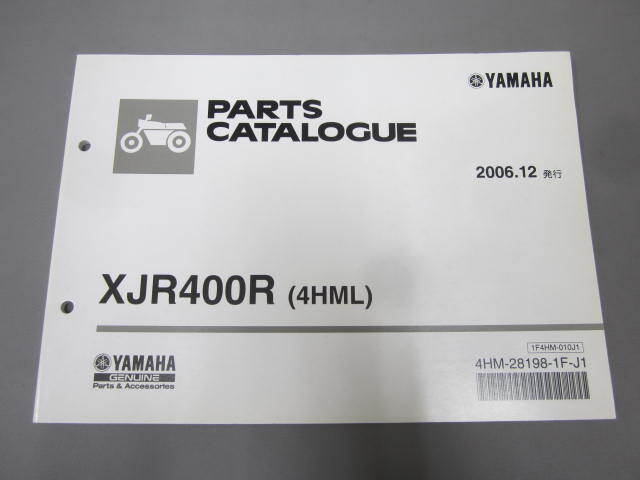 YAMAHA
PARTS
CATALOGUE
2006.12 発行
XJR400R (4HML)
1F4HM-010J1
YAMAHA
GENUINE
Parts & Accessories
4HM-28198-1F-J1